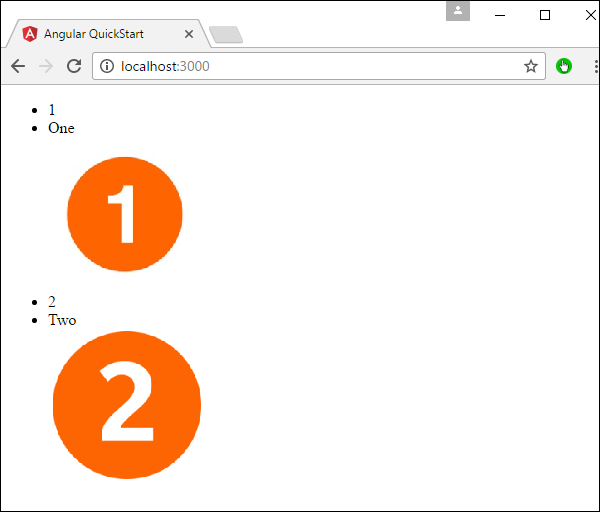 Angular QuickStart
localhost:3000
1
One
1
2
Two
2